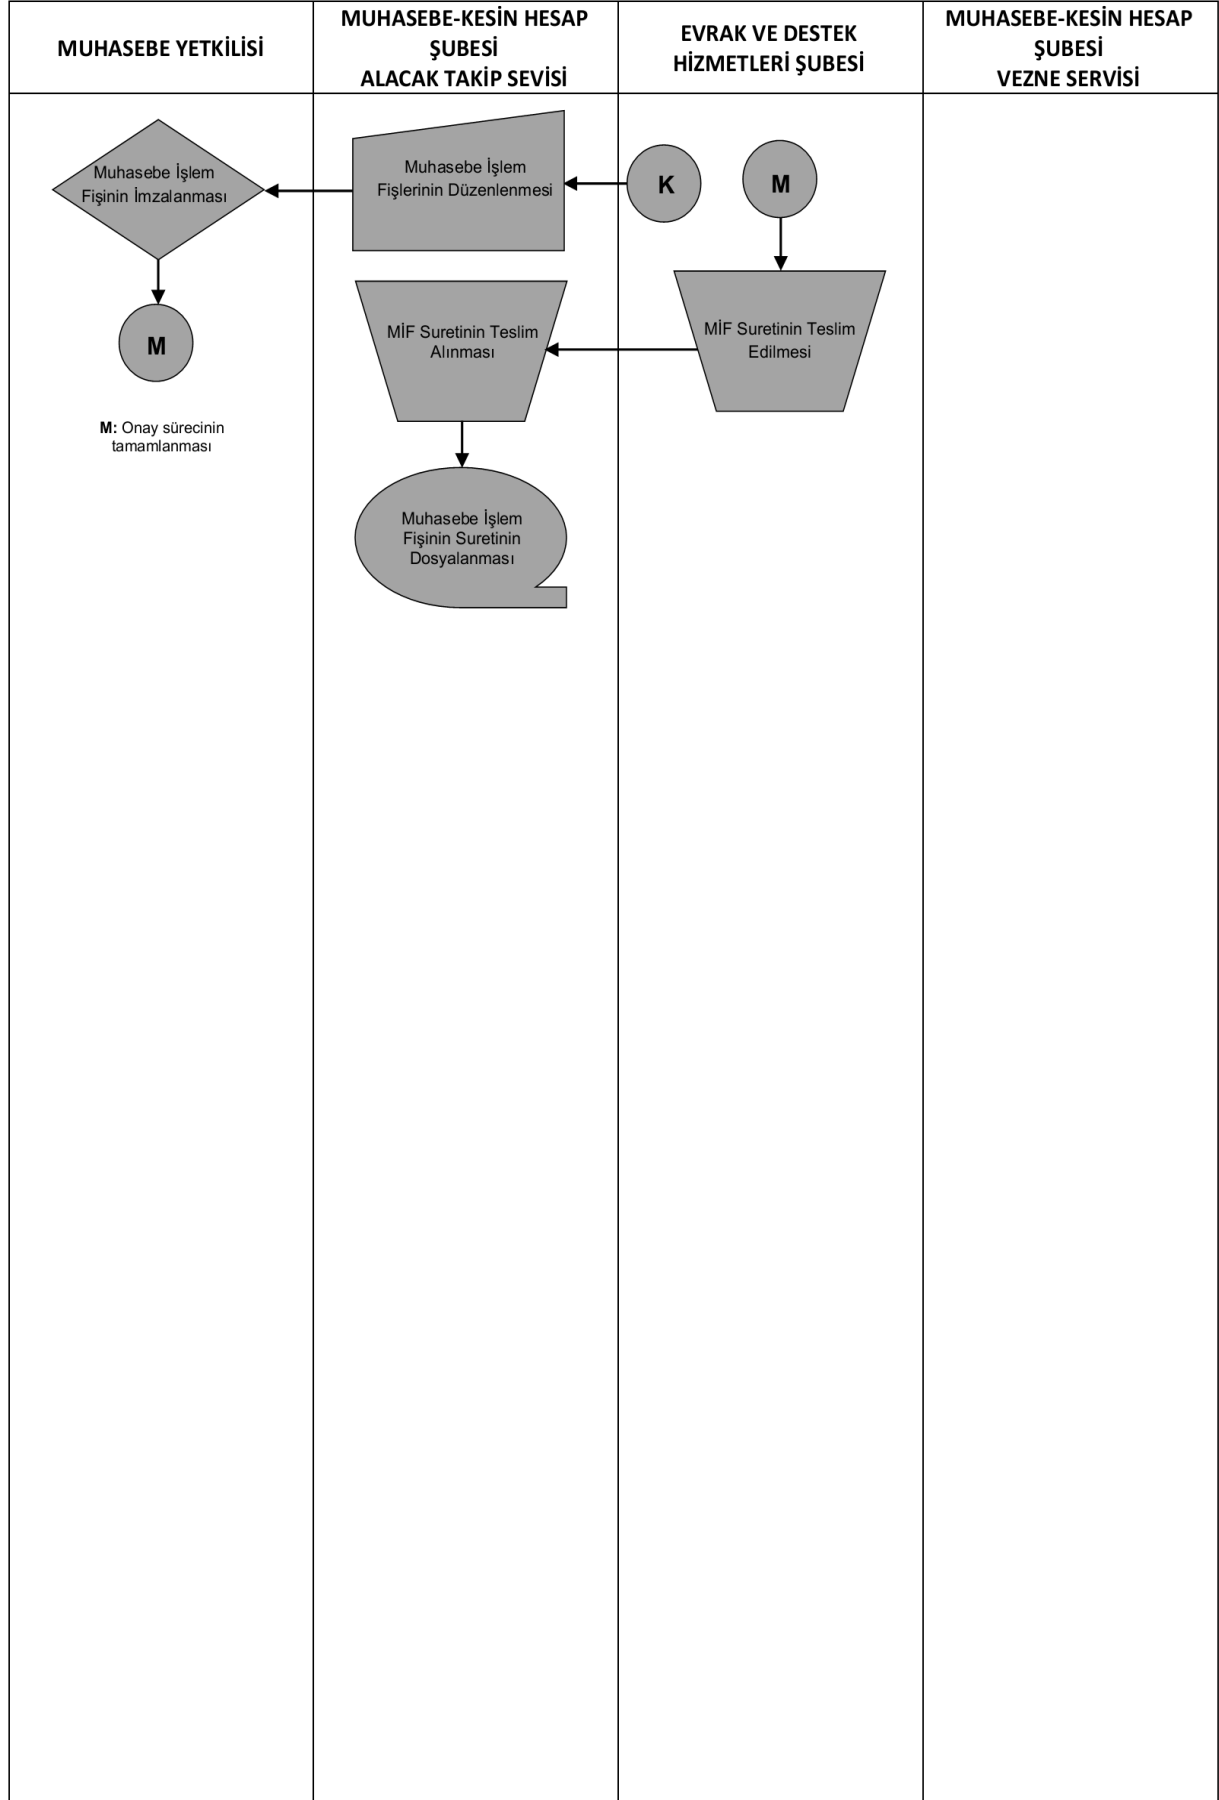 MUHASEBE YETKİLİSİ
MUHASEBE-KESİN HESAP
ŞUBESİ
ALACAK TAKİP SEVİSİ
EVRAK VE DESTEK
HİZMETLERİ ŞUBESİ
MUHASEBE-KESİN HESAP
ŞUBESİ
VEZNE SERVİSİ
Muhasebe İşlem
Fişinin İmzalanması
Muhasebe İşlem
Fişlerinin Düzenlenmesi
K
M
M
MİF Suretinin Teslim
Alınması
MİF Suretinin Teslim
Edilmesi
M: Onay sürecinin
tamamlanması
Muhasebe İşlem
Fişinin Suretinin
Dosyalanması